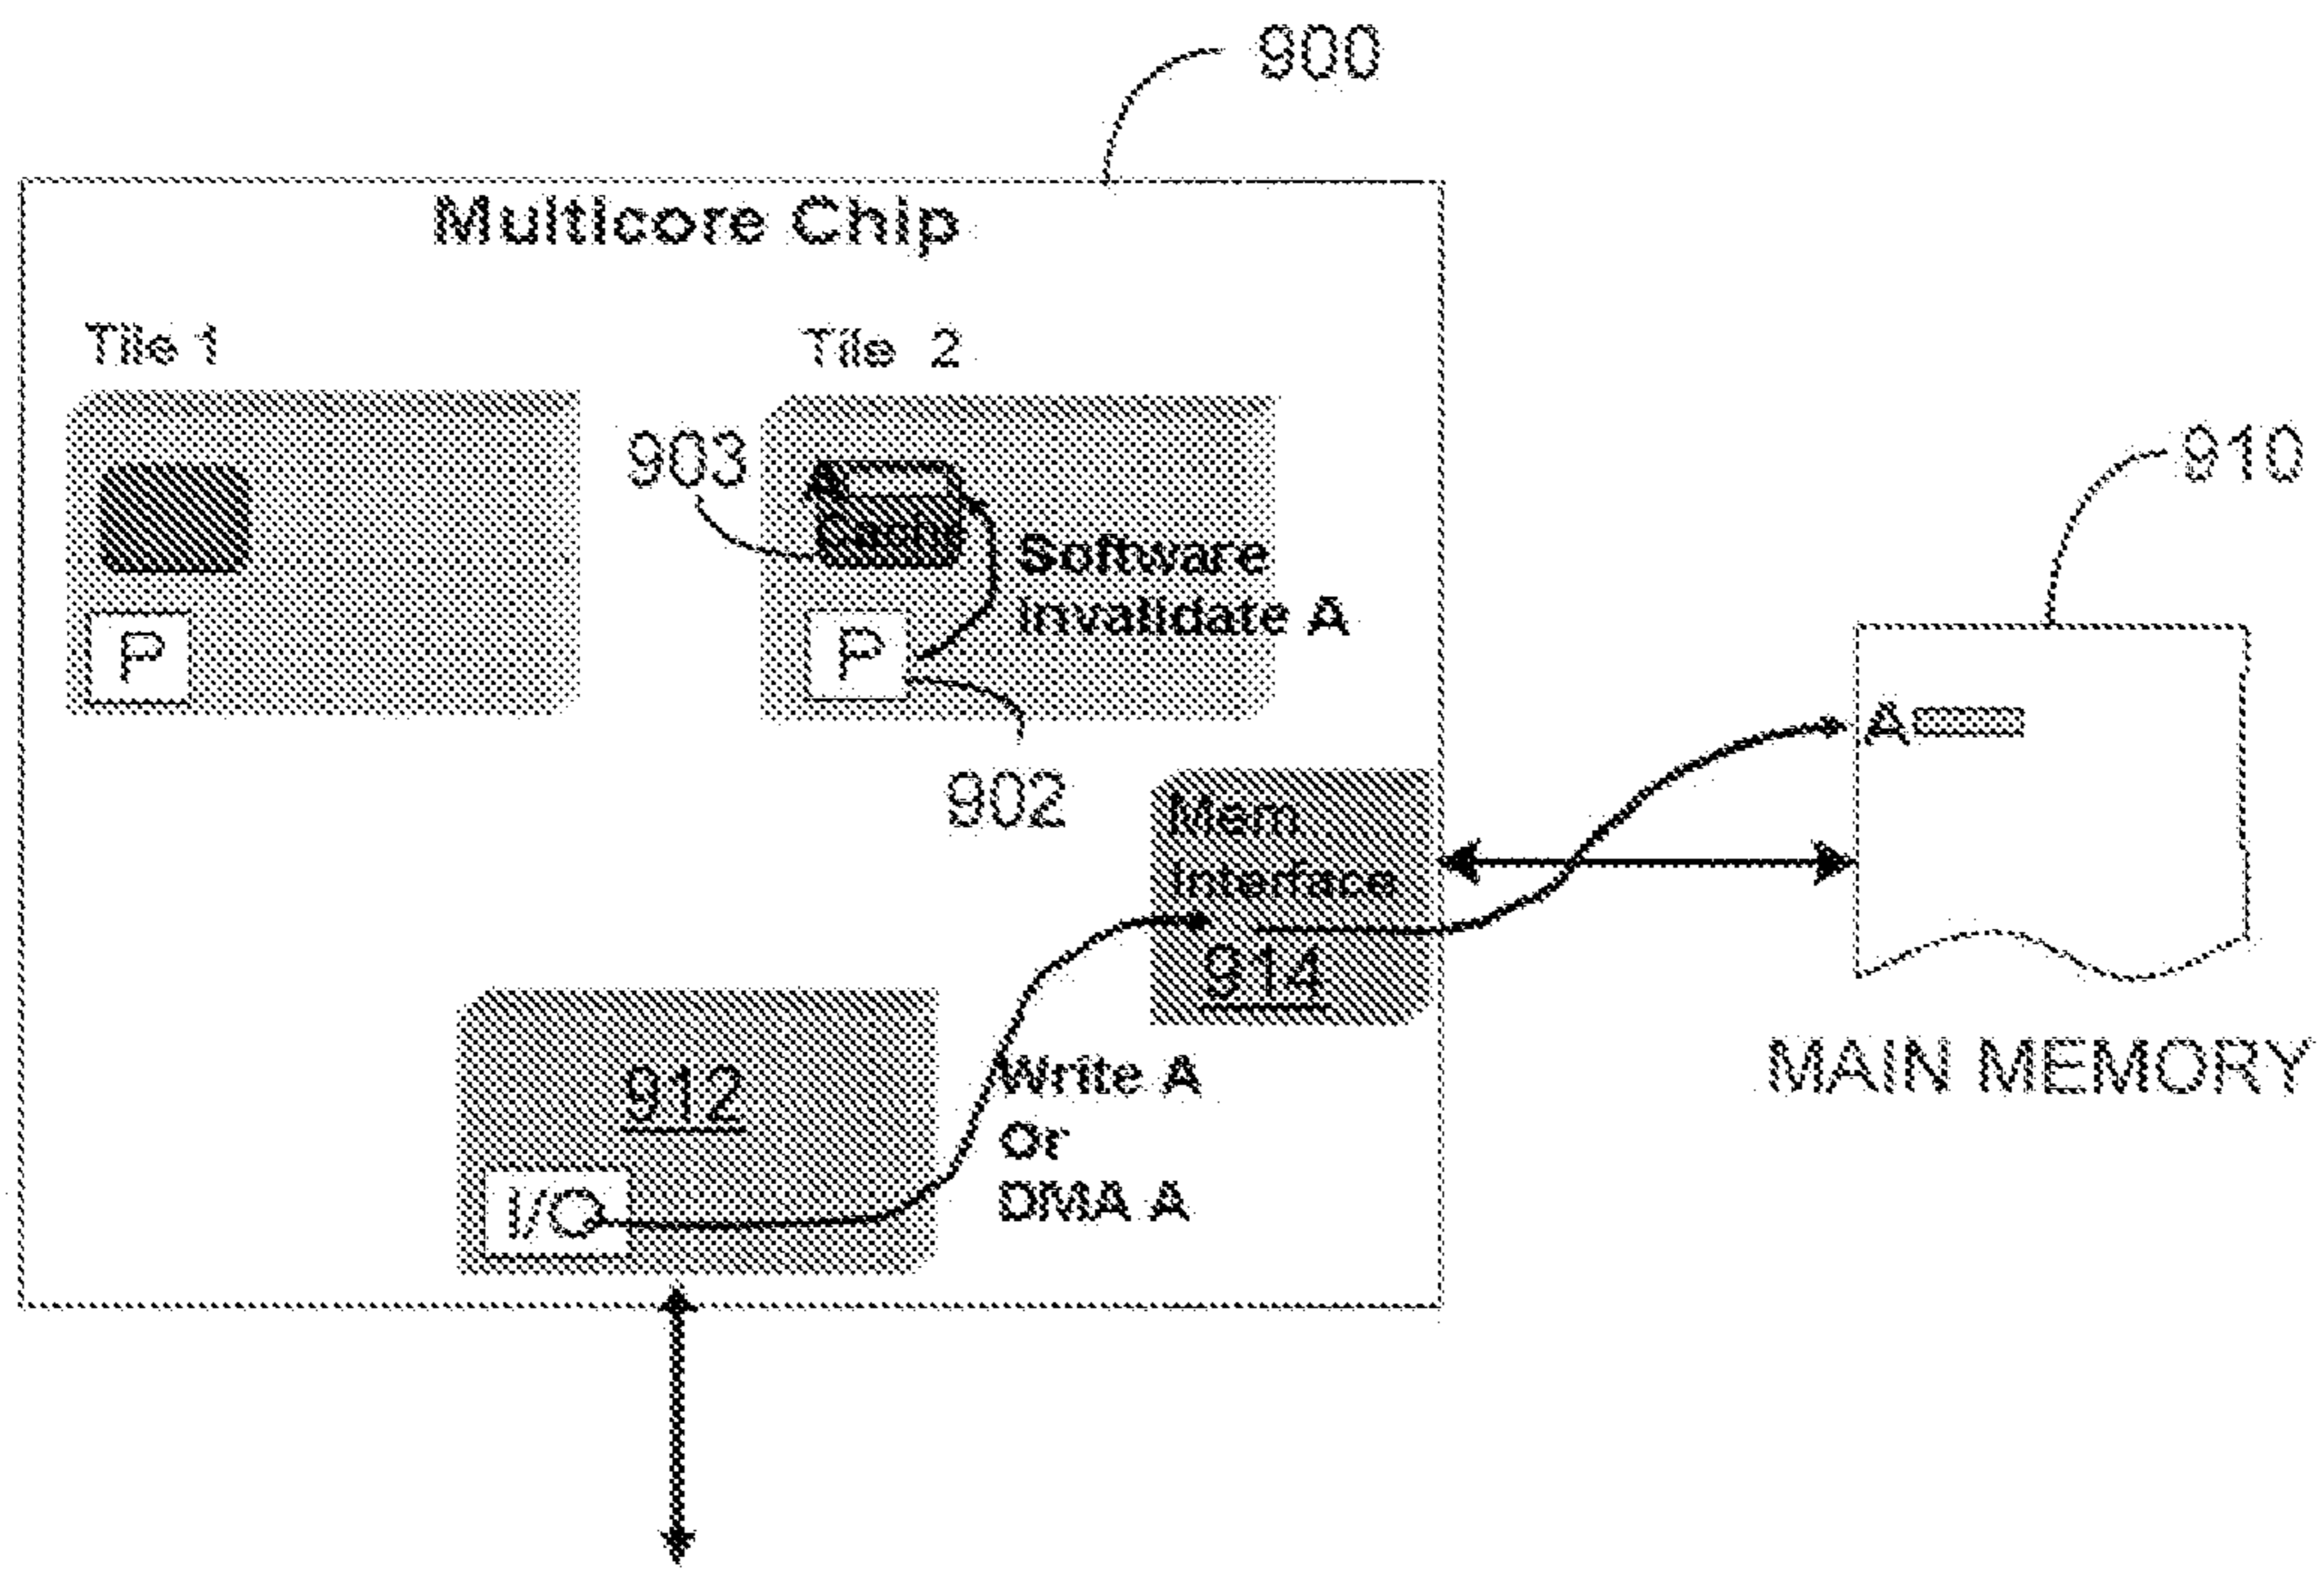 900
Multicore Chip
Tile 1
Tile 2
903
A
Cache
Software
invalidate A
P
P
902
910
A
Mem
Interface
914
MAIN MEMORY
912
I/O
Write A
Or
DMA A